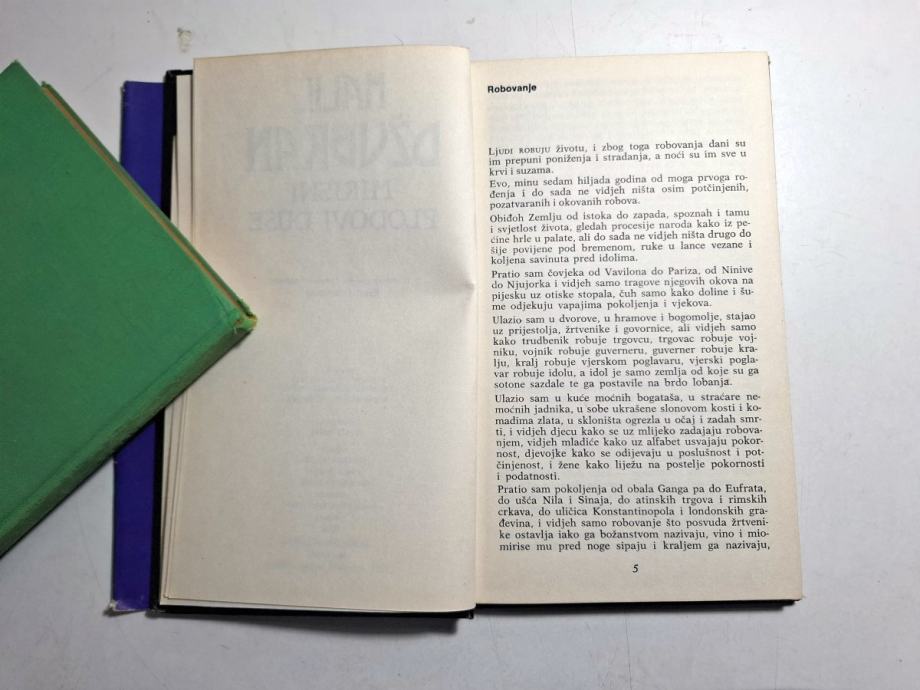 Robovanje
LJUDI ROBUJU životu, i zbog toga robovanja dani su
im prepuni poniženja i stradanja, a noći su im sve u
krvi i suzama.
Evo, minu sedam hiljada godina od moga prvoga ro-
đenja i do sada ne vidjeh ništa osim potčinjenih,
pozatvaranih i okovanih robova.
Obiđoh Zemlju od istoka do zapada, spoznah i tamu
i svjetlost života, gledah procesije naroda kako iz pe-
ćine hrle u palate, ali do sada ne vidjeh ništa drugo do
šije povijene pod bremenom, ruke u lance vezane i
koljena savinuta pred idolima.
Pratio sam čovjeka od Vavilona do Pariza, od Ninive
do Njujorka i vidjeh samo tragove njegovih okova na
pijesku uz otiske stopala, čuh samo kako doline i šu-
me odjekuju vapajima pokoljenja i vjekova.
Ulazio sam u dvorove, u hramove i bogomolje, stajao
uz prijestolja, žrtvenike i govornice, ali vidjeh samo
kako trudbenik robuje trgovcu, trgovac robuje voj-
niku, vojnik robuje guverneru, guverner robuje kra-
lju, kralj robuje vjerskom poglavaru, vjerski pogla-
var robuje idolu, a idol je samo zemlja od koje su ga
sotone sazdale te ga postavile na brdo lobanja.
Ulazio sam u kuće moćnih bogataša, u straćare ne-
moćnih jadnika, u sobe ukrašene slonovom kosti i ko-
madima zlata, u skloništa ogrezla u očaj i zadah smr-
ti, i vidjeh djecu kako se uz mlijeko zadajaju robova-
njem, vidjeh mladiće kako uz alfabet usvajaju pokor-
nost, djevojke kako se odijevaju u poslušnost i pot-
činjenost, i žene kako liježu na postelje pokornosti
i podatnosti.
Pratio sam pokoljenja od obala Ganga pa do Eufrata,
do ušća Nila i Sinaja, do atinskih trgova i rimskih
crkava, do uličica Konstantinopola i londonskih gra-
đevina, i vidjeh samo robovanje što posvuda žrtveni-
ke ostavlja iako ga božanstvom nazivaju, vino i mio-
mirise mu pred noge sipaju i kraljem ga nazivaju,
5